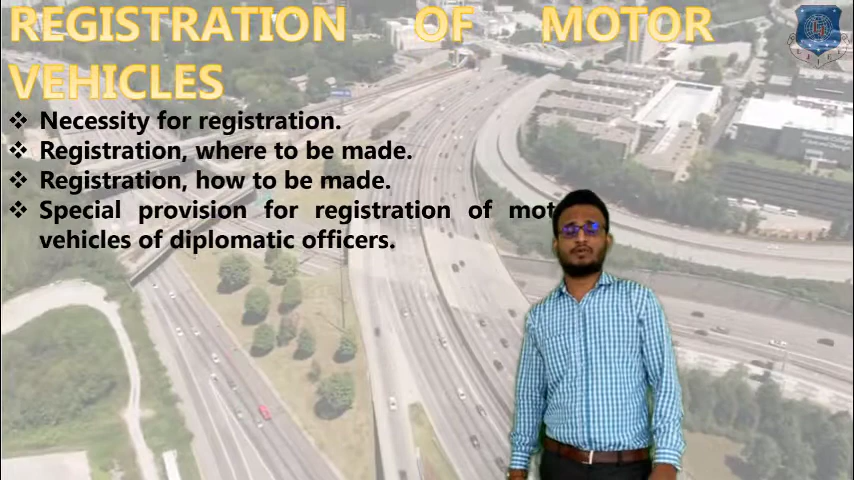 REGISTRATION OF MOTOR
VEHICLES
❖ Necessity for registration.
❖ Registration, where to be made.
❖ Registration, how to be made.
❖ Special provision for registration of mot
vehicles of diplomatic officers.